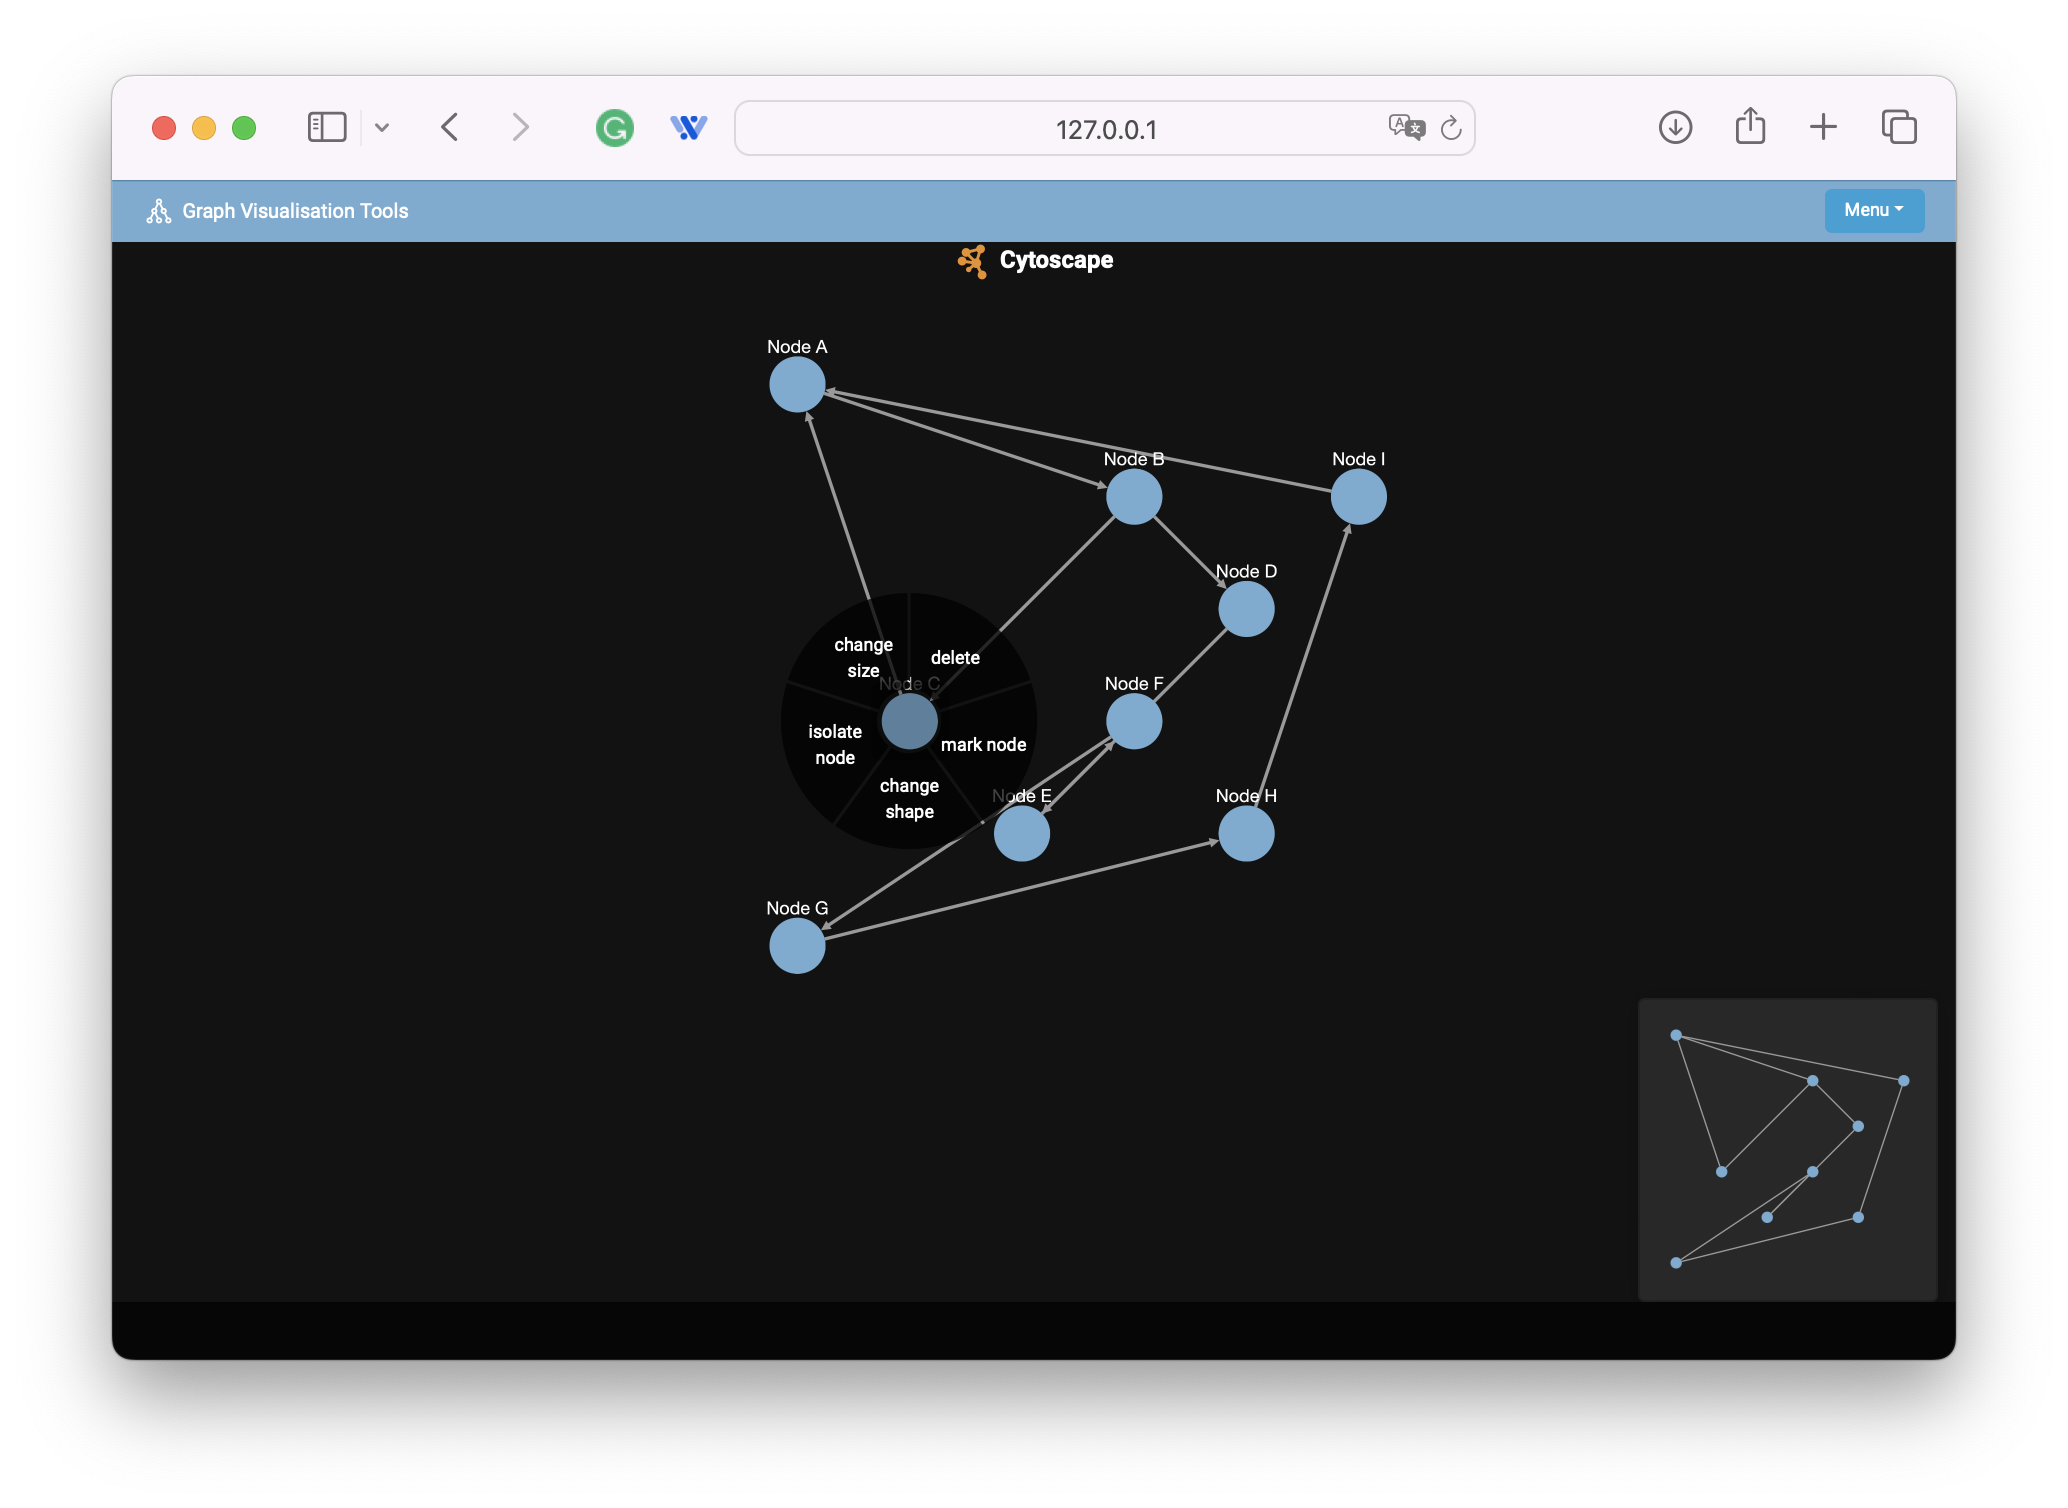 127.0.0.1
Graph Visualisation Tools
Menu
Cytoscape
Node A
Node B
Node I
Node D
change
size
delete
Node C
Node F
isolate
node
mark node
change
shape
Node E
Node H
Node G